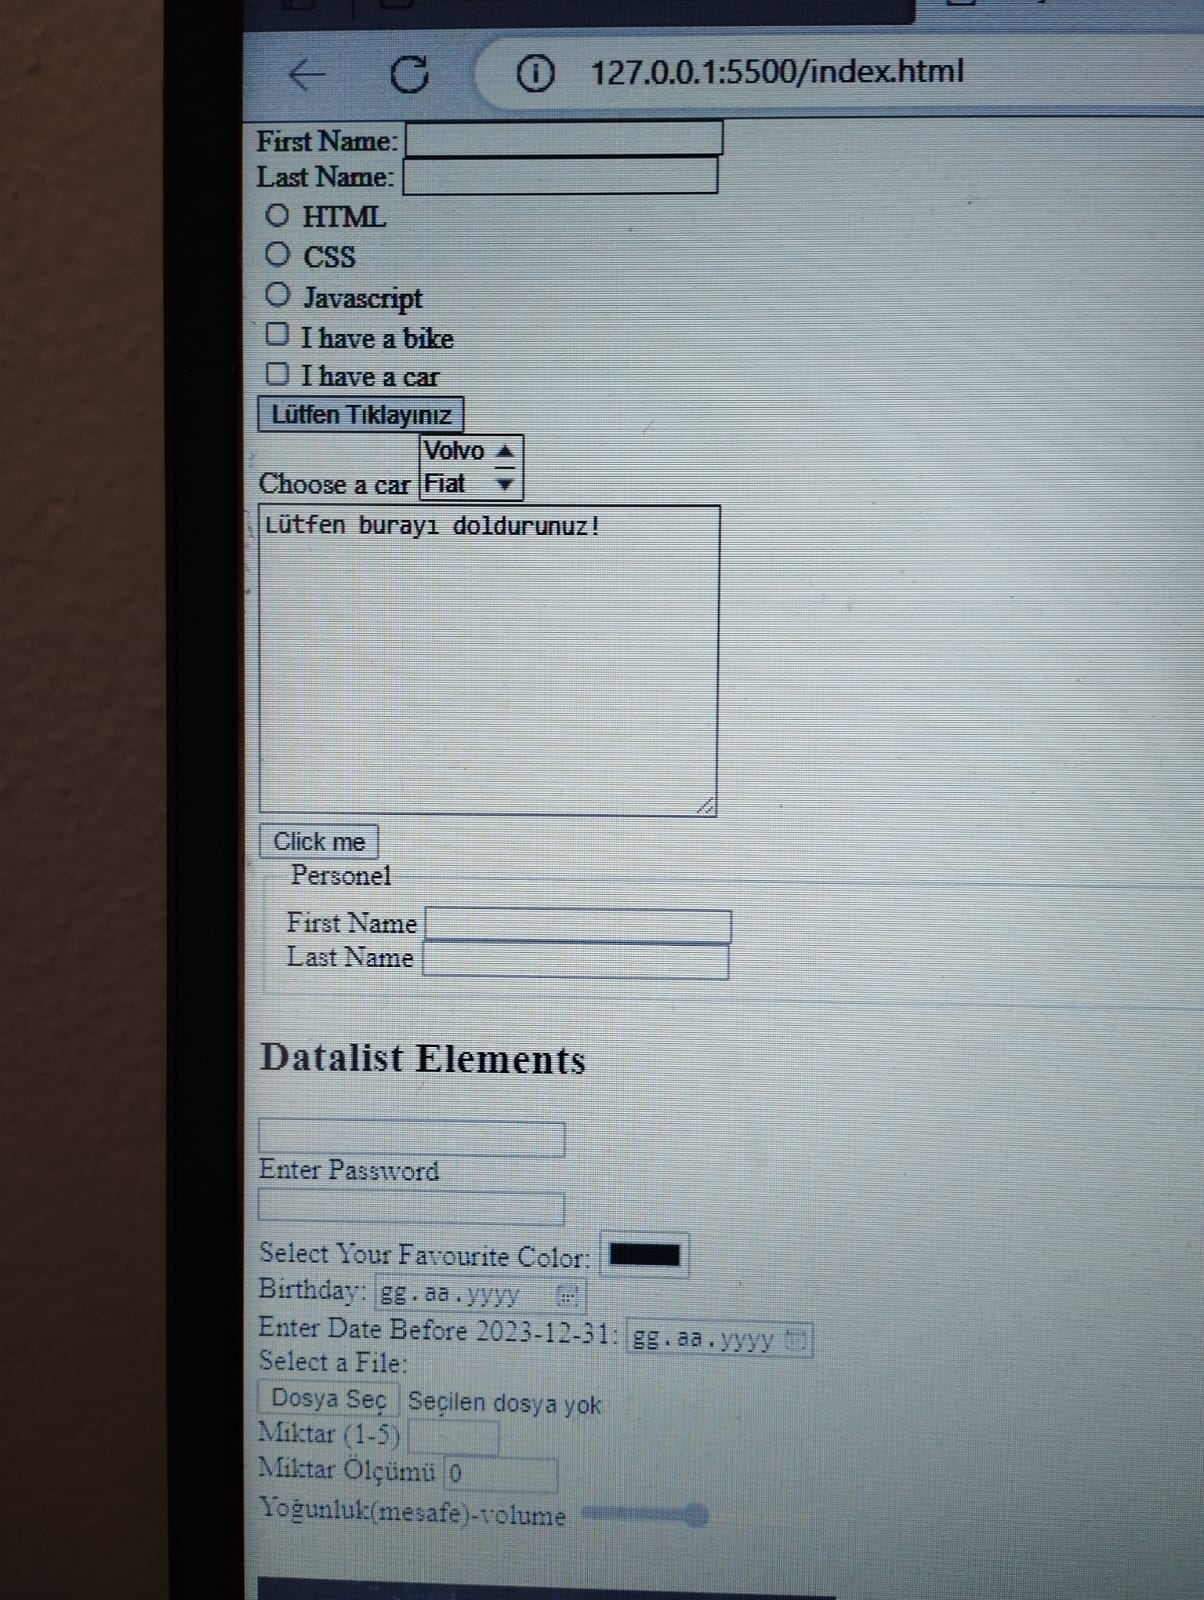 127.0.0.1:5500/index.html
First Name:
Last Name:
HTML
CSS
Javascript
I have a bike
I have a car
Lütfen Tıklayınız
Volvo
Choose a car Fiat
Lütfen burayı doldurunuz!
Click me
Personel
First Name
Last Name
Datalist Elements
Enter Password
Select Your Favourite Color:
Birthday: gg.aa.yyyy
Enter Date Before 2023-12-31: gg.aa.yyyy
Select a File:
Dosya Seç Seçilen dosya yok
Miktar (1-5)
Miktar Ölçümü 0
Yoğunluk(mesafe)-volume